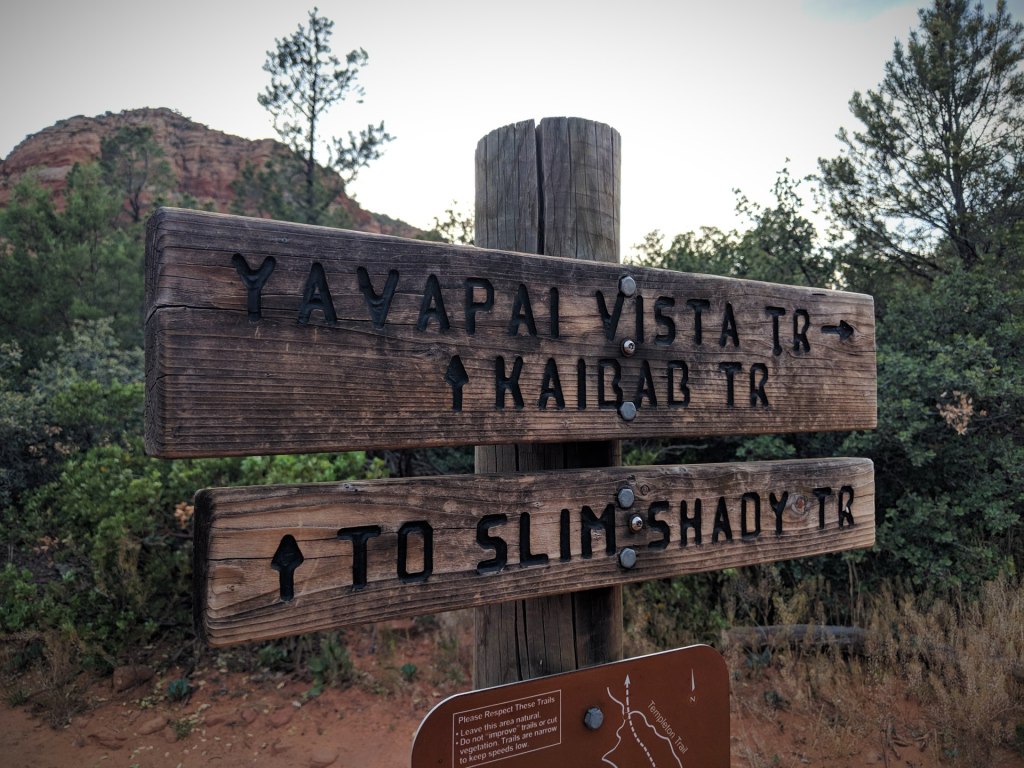 YAVAPAI VISTA TR →
↑ KAIBAB TR
↑ TO SLIM SHADY TR
Please Respect These Trails
• Leave this area natural.
• Do not "improve" trails or cut
vegetation. Trails are narrow
to keep speeds low.
N
Templeton Trail